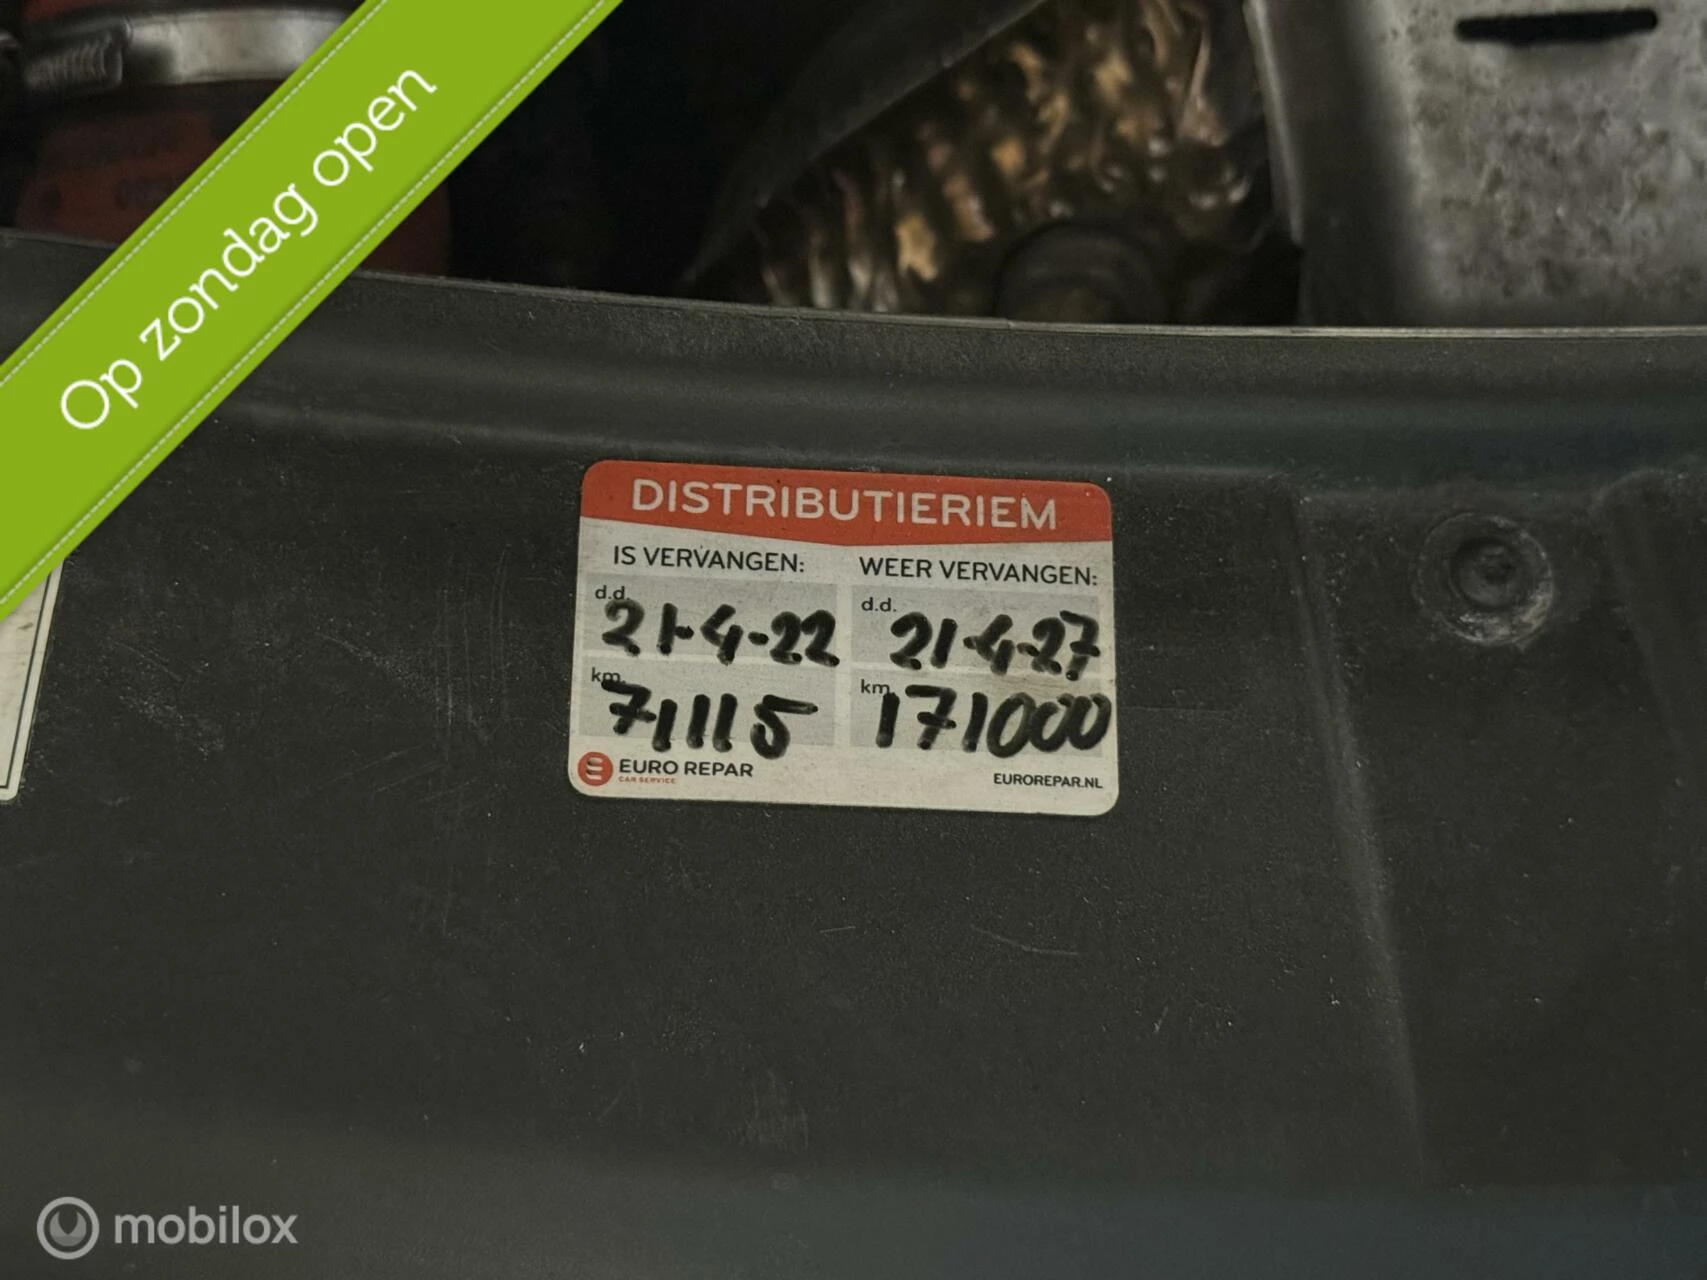 Op zondag open
DISTRIBUTIERIEM
IS VERVANGEN:
WEER VERVANGEN:
d.d. 21-4-22
d.d. 21-4-27
km. 71115
km. 171000
EURO REPAR
CAR SERVICE
EUROREPAR.NL
mobilox